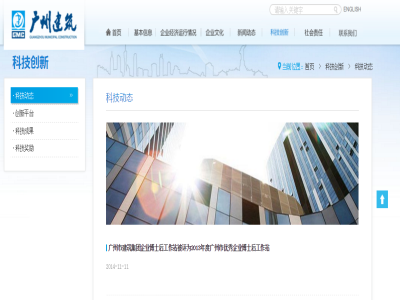 广州建筑
GMC
GUANGZHOU MUNICIPAL CONSTRUCTION
请输入关键字
ENGLISH
首页
基本信息
企业经济运行情况
企业文化
新闻动态
科技创新
社会责任
联系我们
科技创新
当前位置：首页 > 科技创新 > 科技动态
· 科技动态
· 创新平台
· 科技成果
· 科技奖励
科技动态
广州市建筑集团企业博士后工作站被评为2013年度广州市优秀企业博士后工作站
2014-11-11